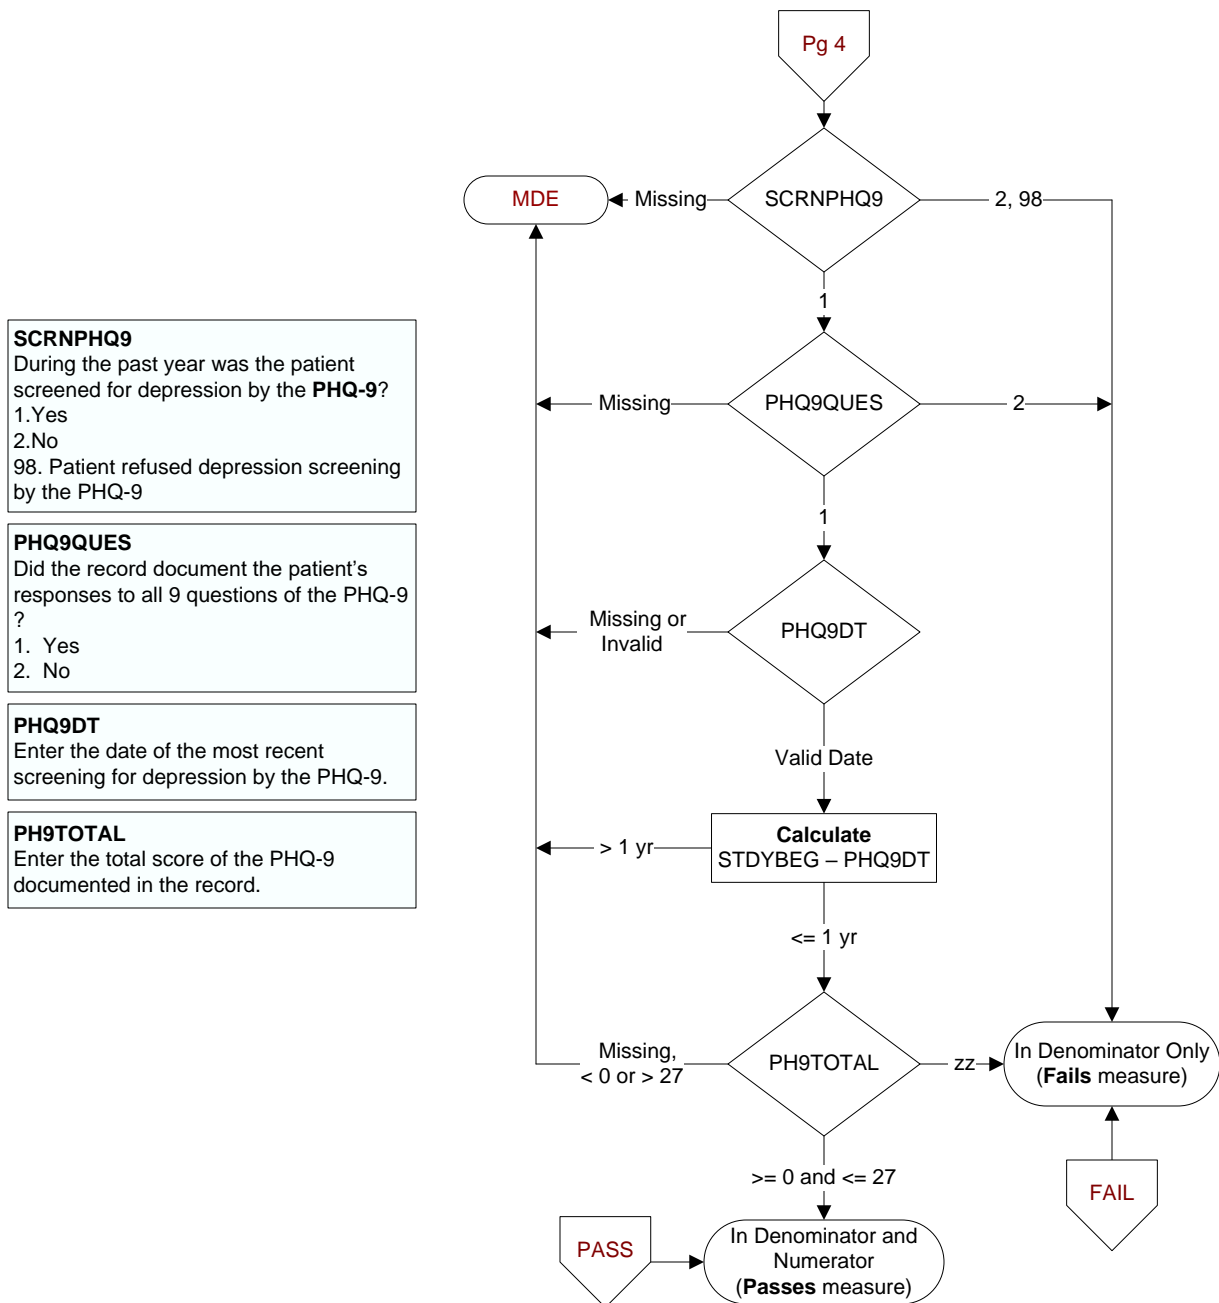 Pg 4
SCRNPHQ9
MDE
Missing
2, 98
1
SCRNPHQ9
During the past year was the patient
screened for depression by the PHQ-9?
1.Yes
2.No
98. Patient refused depression screening
by the PHQ-9
PHQ9QUES
Missing
2
1
PHQ9QUES
Did the record document the patient's
responses to all 9 questions of the PHQ-9
?
1. Yes
2. No
PHQ9DT
Missing or
Invalid
Valid Date
PHQ9DT
Enter the date of the most recent
screening for depression by the PHQ-9.
PH9TOTAL
Enter the total score of the PHQ-9
documented in the record.
Calculate
STDYBEG – PHQ9DT
> 1 yr
<= 1 yr
PH9TOTAL
Missing,
< 0 or > 27
zz
In Denominator Only
(Fails measure)
>= 0 and <= 27
FAIL
PASS
In Denominator and
Numerator
(Passes measure)